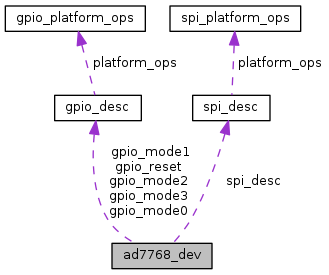 gpio_platform_ops
spi_platform_ops
platform_ops
platform_ops
gpio_desc
spi_desc
gpio_mode1
gpio_reset
gpio_mode2
gpio_mode3
gpio_mode0
spi_desc
ad7768_dev